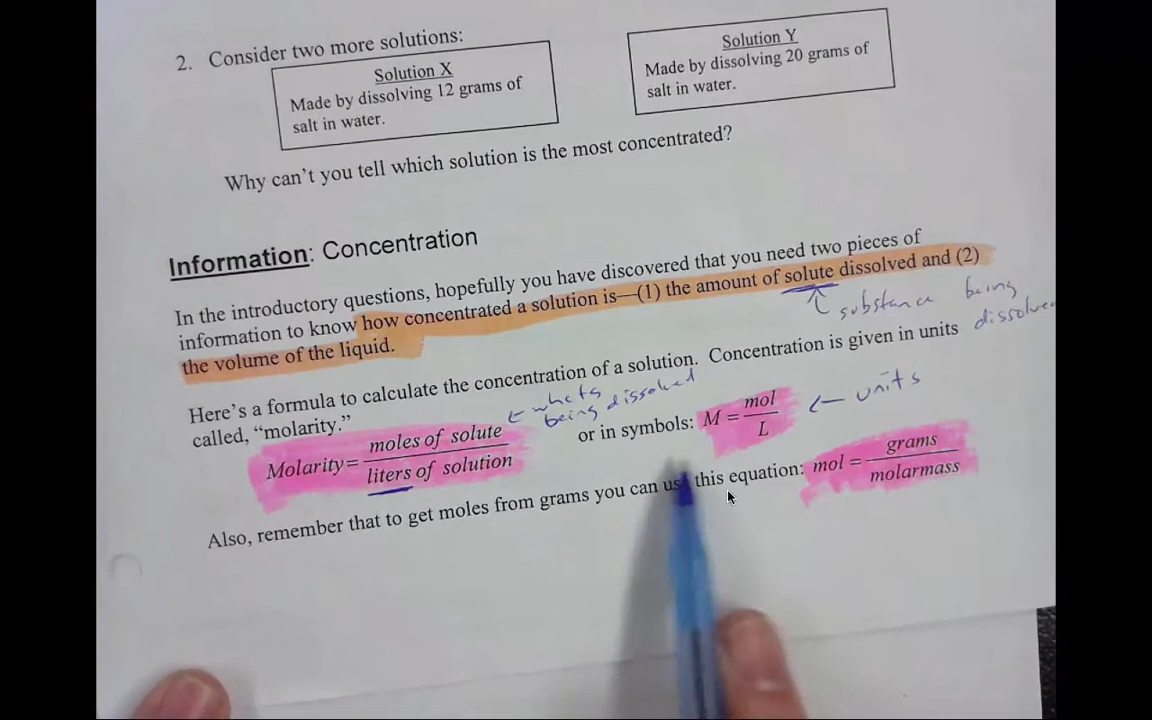 2. Consider two more solutions:
Solution X
Made by dissolving 12 grams of
salt in water.
Solution Y
Made by dissolving 20 grams of
salt in water.
Why can't you tell which solution is the most concentrated?
Information: Concentration
In the introductory questions, hopefully you have discovered that you need two pieces of
information to know how concentrated a solution is—(1) the amount of solute dissolved and (2)
the volume of the liquid.
substance being
dissolved
Here's a formula to calculate the concentration of a solution. Concentration is given in units
called, "molarity."
← whats
being dissolved
Molarity= moles of solute
liters of solution
or in symbols: M = mol
L
← units
Also, remember that to get moles from grams you can use this equation: mol = grams
molarmass